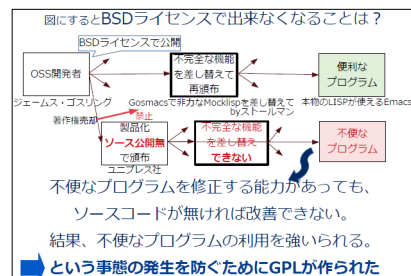 図にするとBSDライセンスで出来なくなることは?
BSDライセンスで公開
OSS開発者
不完全な機能
を差し替えて
再頒布
便利な
プログラム
ジェームス・ゴスリング
Gosmacsで非力なMocklispを差し替えて
byストールマン
本物のLISPが使えるEmacs
著作権売却
禁止
製品化
ソース公開無
で頒布
不完全な機能
を差し替え
できない
不便な
プログラム
ユニプレス社
不便なプログラムを修正する能力があっても、
ソースコードが無ければ改善できない。
結果、不便なプログラムの利用を強いられる。
という事態の発生を防ぐためにGPLが作られた